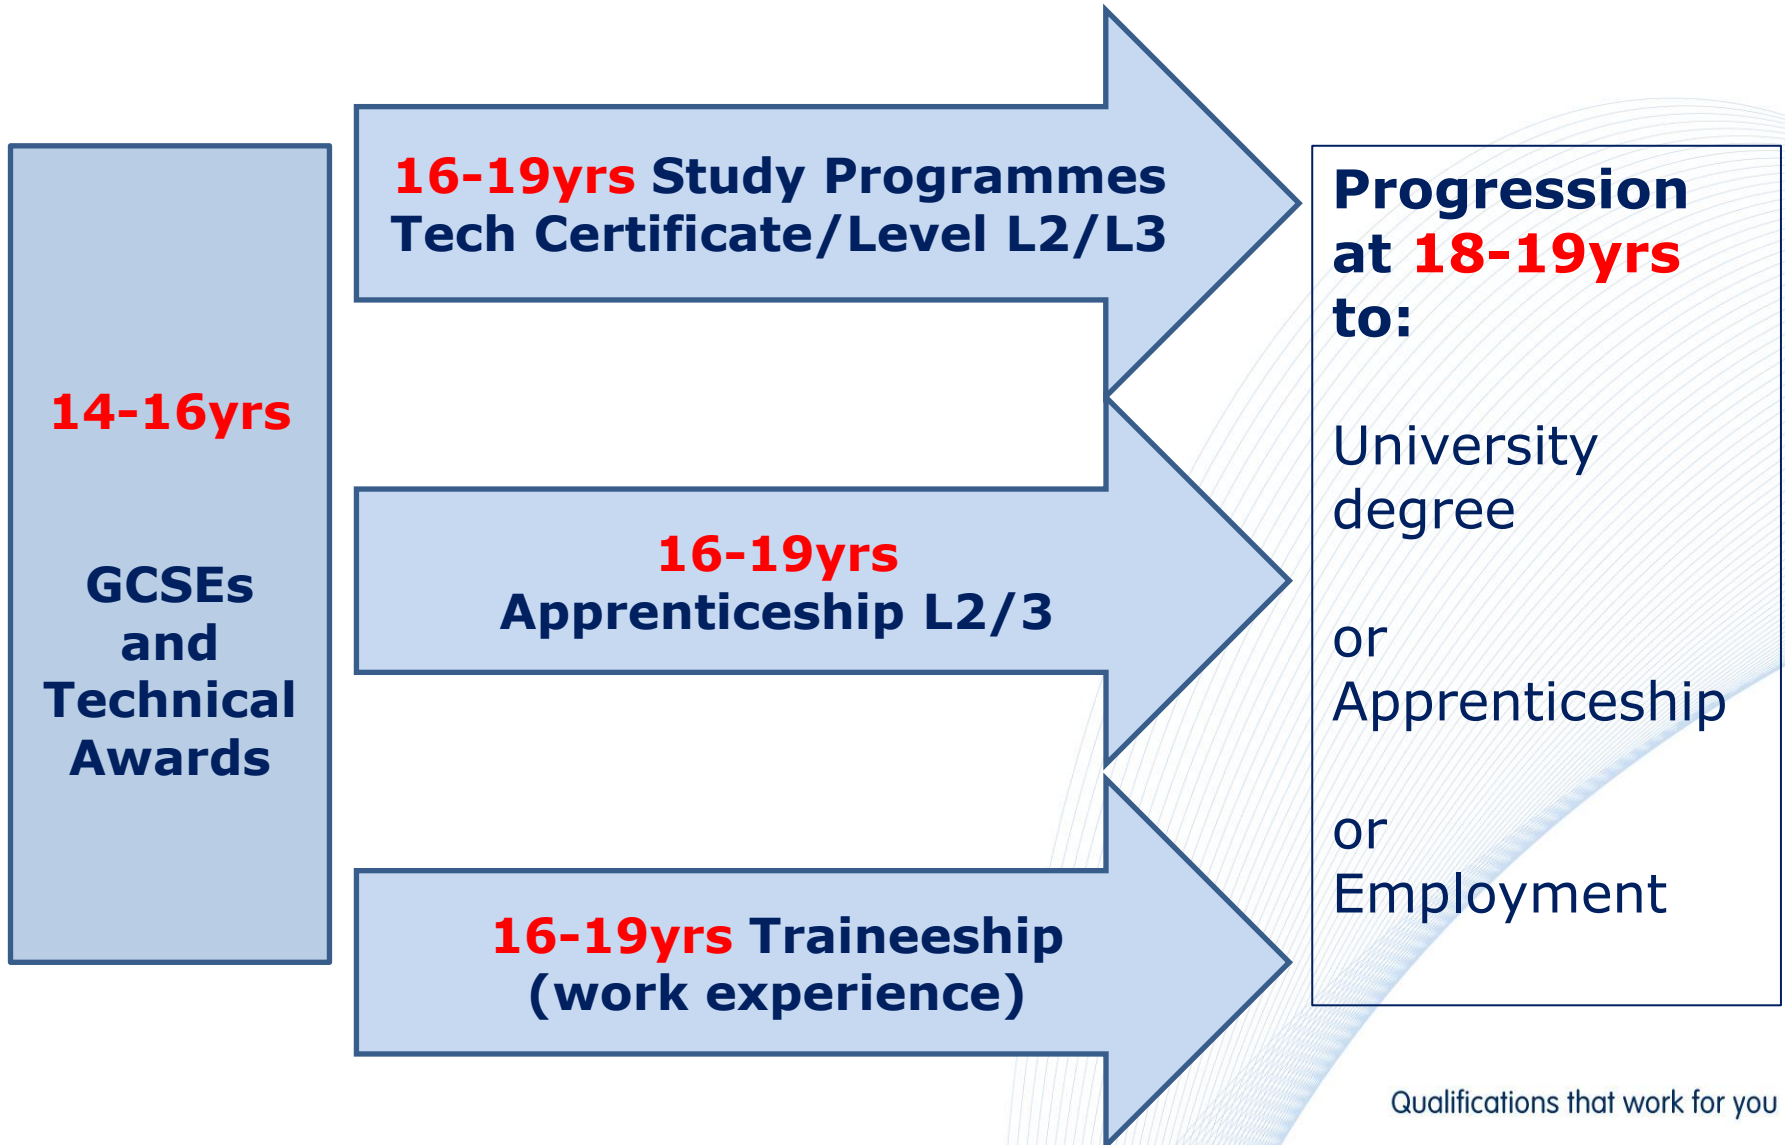 14-16yrs
GCSEs
and
Technical
Awards
16-19yrs Study Programmes
Tech Certificate/Level L2/L3
16-19yrs
Apprenticeship L2/3
16-19yrs Traineeship
(work experience)
Progression
at 18-19yrs
to:
University
degree
or
Apprenticeship
or
Employment
Qualifications that work for you